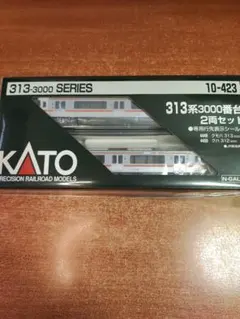 313-3000 SERIES
10-423
313系3000番台
2両セット
KATO
PRECISION RAILROAD MODELS